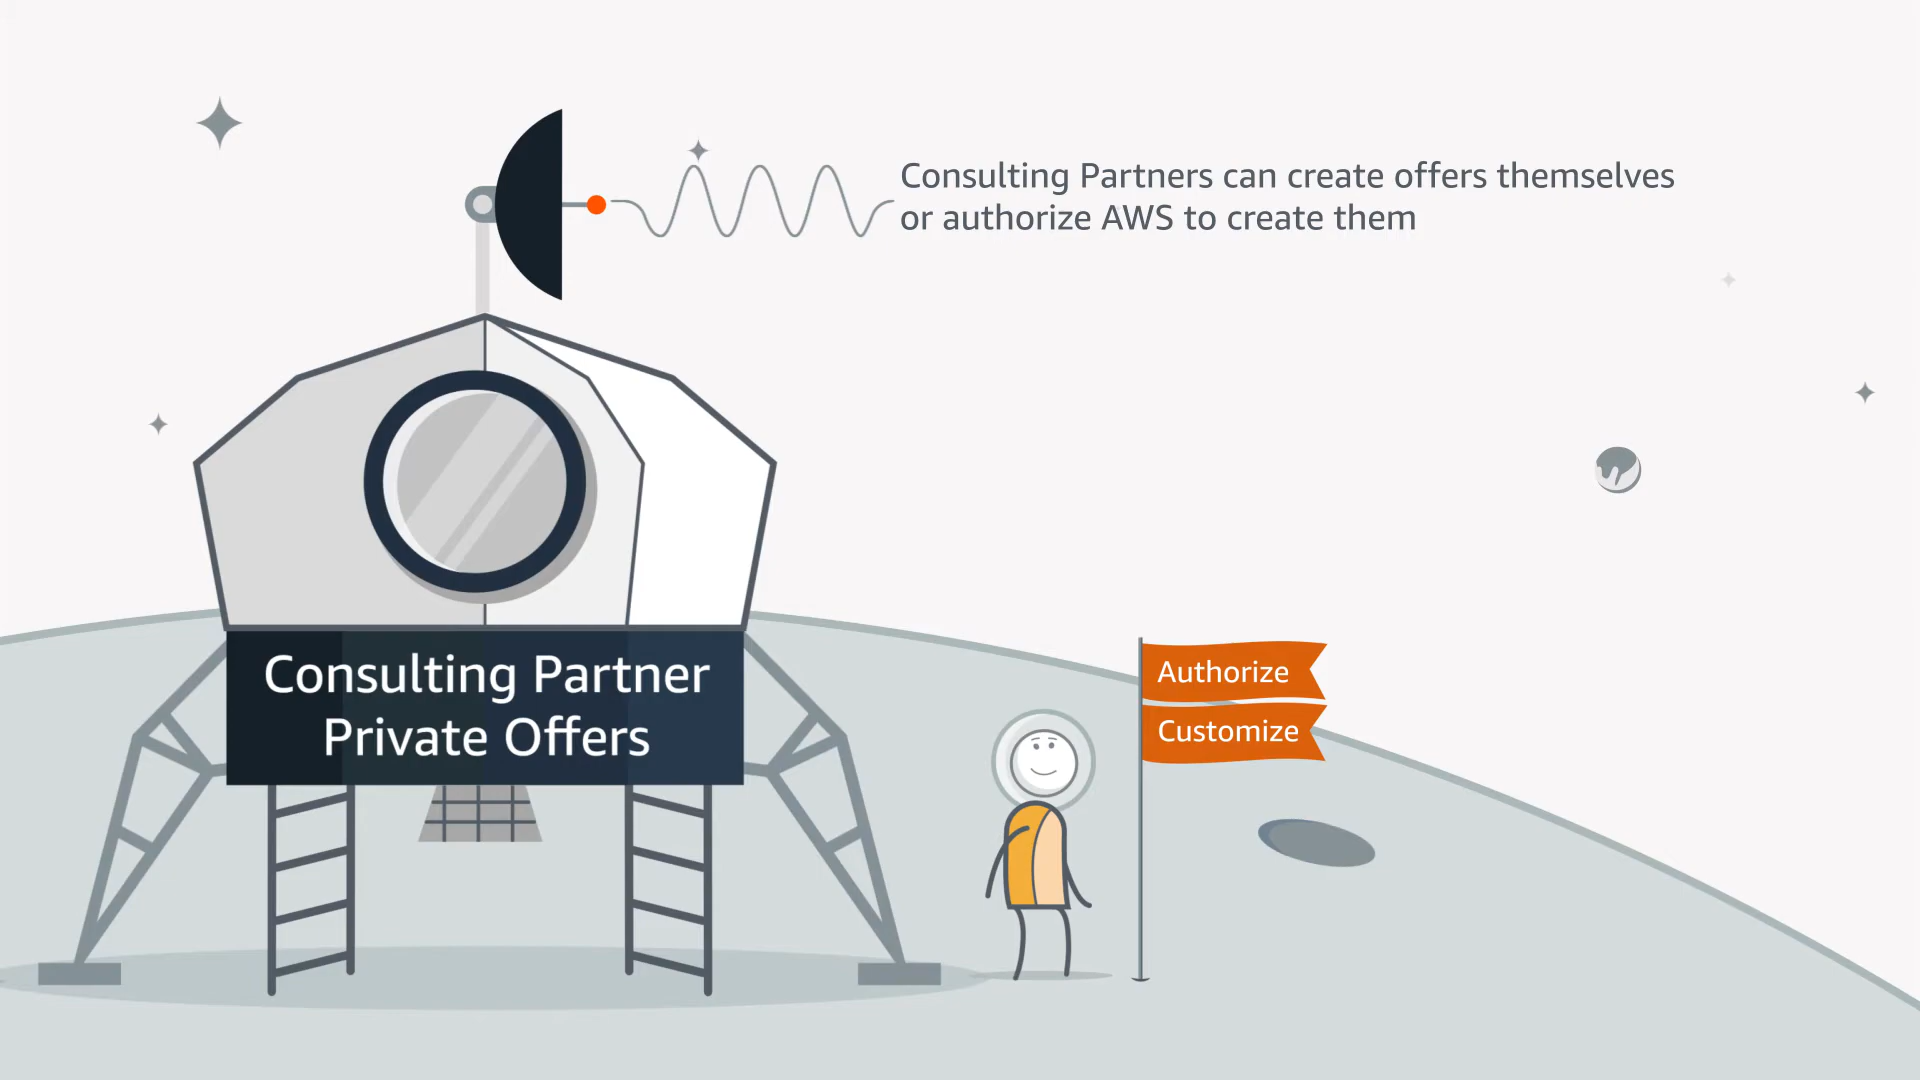 Consulting Partners can create offers themselves
or authorize AWS to create them
Consulting Partner
Private Offers
Authorize
Customize